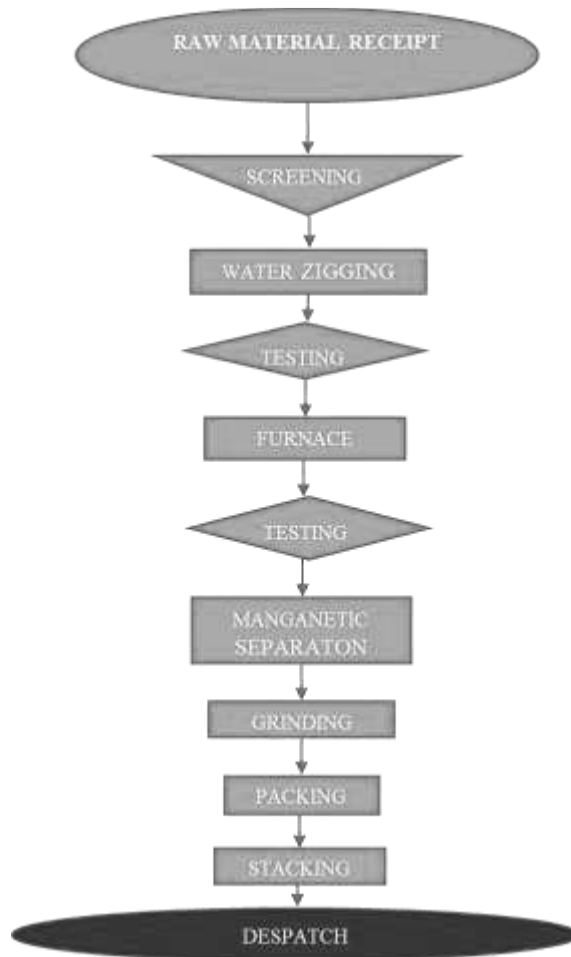 RAW MATERIAL RECEIPT
SCREENING
WATER ZIGGING
TESTING
FURNACE
TESTING
MANGANETIC
SEPARATON
GRINDING
PACKING
STACKING
DESPATCH